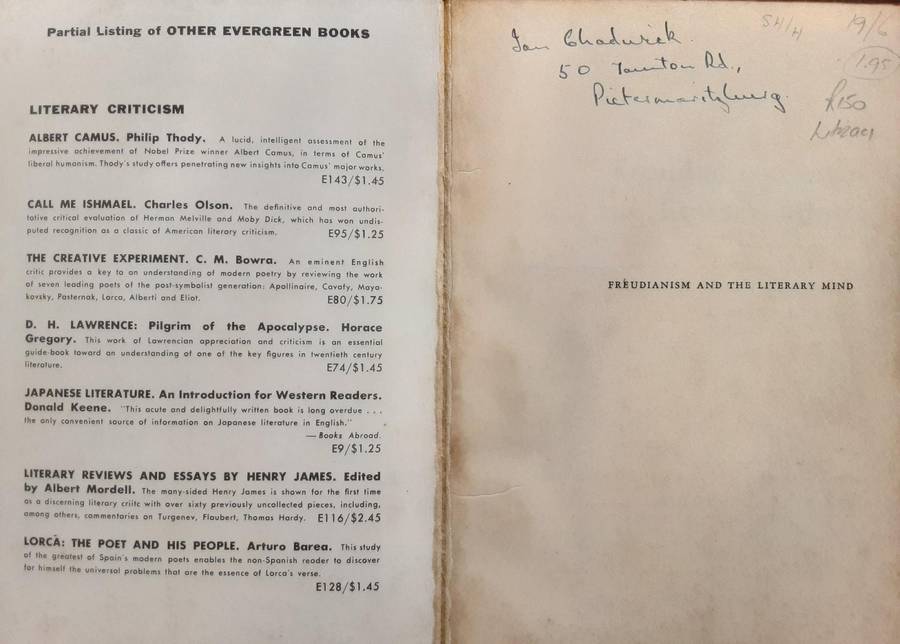 Partial Listing of OTHER EVERGREEN BOOKS
LITERARY CRITICISM
ALBERT CAMUS. Philip Thody. A lucid, intelligent assessment of the
impressive achievement of Nobel Prize winner Albert Camus, in terms of Camus'
liberal humanism. Thody's study offers penetrating new insights into Camus' major works.
E143/$1.45
CALL ME ISHMAEL. Charles Olson. The definitive and most authori-
tative critical evaluation of Herman Melville and Moby Dick, which has won undis-
puted recognition as a classic of American literary criticism. E95/$1.25
THE CREATIVE EXPERIMENT. C. M. Bowra. An eminent English
critic provides a key to an understanding of modern poetry by reviewing the work
of seven leading poets of the post-symbolist generation: Apollinaire, Cavafy, Maya-
kovsky, Pasternak, Lorca, Alberti and Eliot. E80/$1.75
D. H. LAWRENCE: Pilgrim of the Apocalypse. Horace
Gregory. This work of Lawrencian appreciation and criticism is an essential
guide-book toward an understanding of one of the key figures in twentieth century
literature. E74/$1.45
JAPANESE LITERATURE. An Introduction for Western Readers.
Donald Keene. "This acute and delightfully written book is long overdue . . .
the only convenient source of information on Japanese literature in English."
— Books Abroad.
E9/$1.25
LITERARY REVIEWS AND ESSAYS BY HENRY JAMES. Edited
by Albert Mordell. The many-sided Henry James is shown for the first time
as a discerning literary criitc with over sixty previously uncollected pieces, including,
among others, commentaries on Turgenev, Flaubert, Thomas Hardy. E116/$2.45
LORCA: THE POET AND HIS PEOPLE. Arturo Barea. This study
of the greatest of Spain's modern poets enables the non-Spanish reader to discover
for himself the universal problems that are the essence of Lorca's verse.
E128/$1.45
Ian Chadwick
50 Taunton Rd.,
Pietermaritzburg.
SH/H
19/6
1.95
R150
Literacy
FREUDIANISM AND THE LITERARY MIND